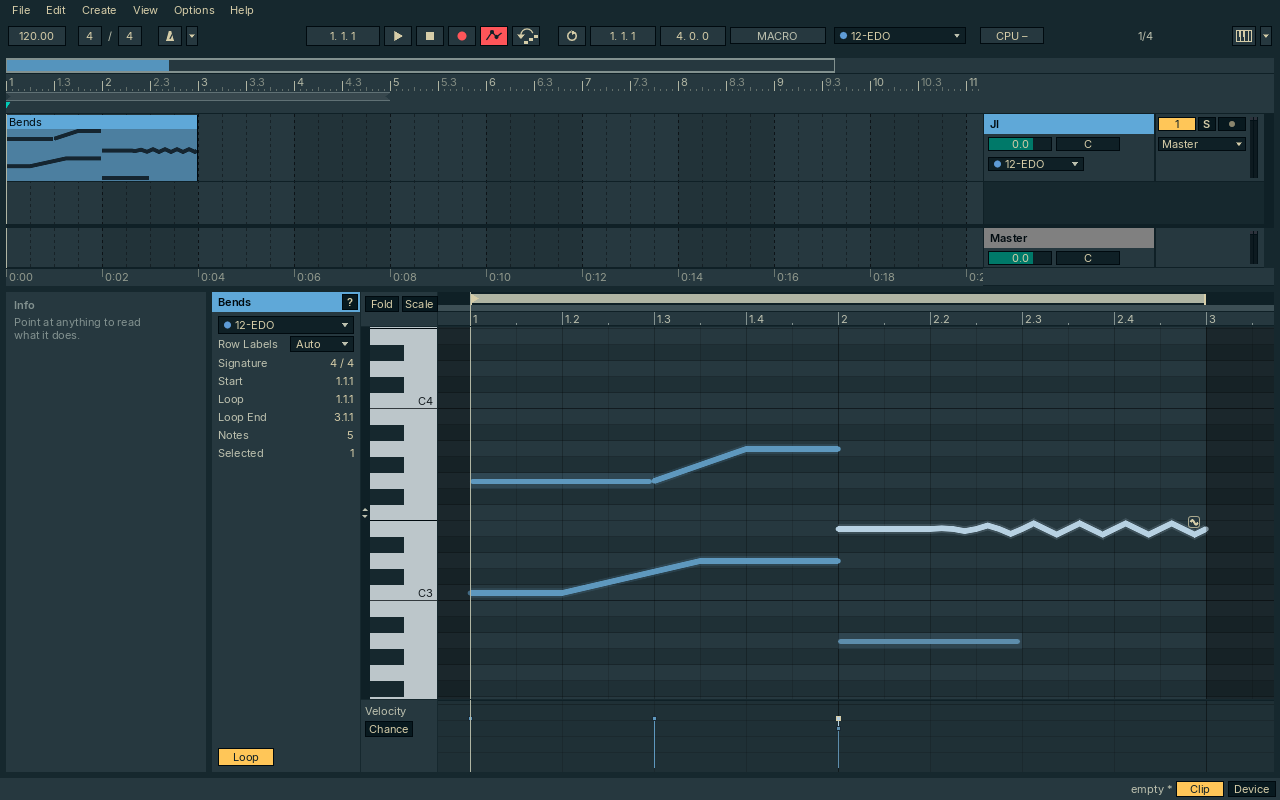 File Edit Create View Options Help
120.00 4 / 4 1. 1. 1 1. 1. 1 4. 0. 0 MACRO 12-EDO CPU – 1/4
1 1.3 2 2.3 3 3.3 4 4.3 5 5.3 6 6.3 7 7.3 8 8.3 9 9.3 10 10.3 11
Bends
JI 1 S
0.0 C Master
12-EDO
Master
0.0 C
0:00 0:02 0:04 0:06 0:08 0:10 0:12 0:14 0:16 0:18
Info
Point at anything to read
what it does.
Bends ?
12-EDO
Row Labels Auto
Signature 4 / 4
Start 1.1.1
Loop 1.1.1
Loop End 3.1.1
Notes 5
Selected 1
Loop
Fold Scale
1 1.2 1.3 1.4 2 2.2 2.3 2.4 3
C4
C3
Velocity
Chance
empty * Clip Device